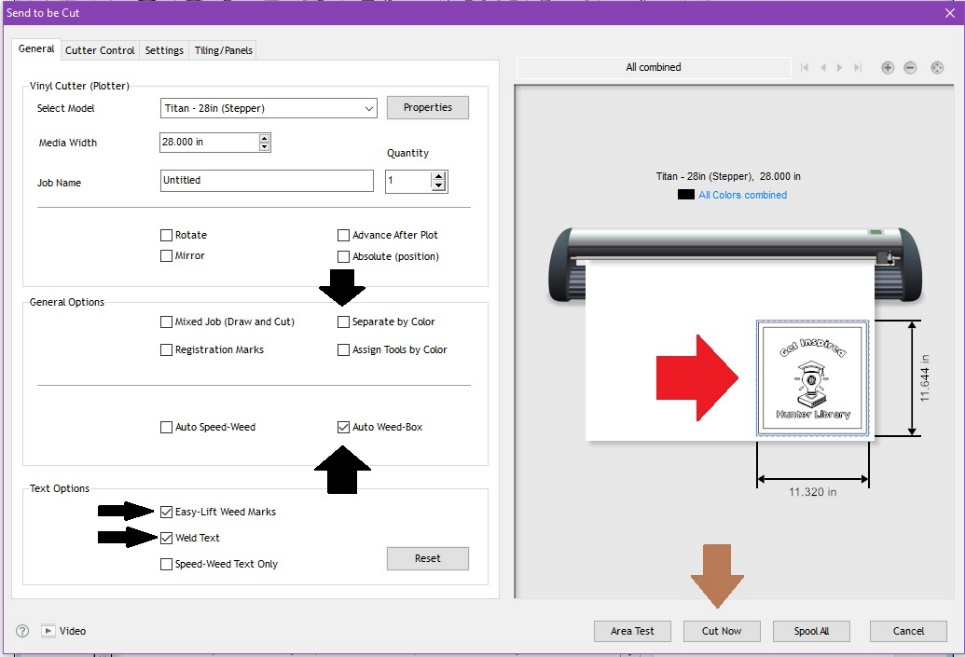 Send to be Cut
General
Cutter Control
Settings
Tiling/Panels
Vinyl Cutter (Plotter)
Select Model
Titan - 28in (Stepper)
Properties
Media Width
28.000 in
Quantity
Job Name
Untitled
1
Rotate
Advance After Plot
Mirror
Absolute (position)
General Options
Mixed Job (Draw and Cut)
Separate by Color
Registration Marks
Assign Tools by Color
Auto Speed-Weed
Auto Weed-Box
Text Options
Easy-Lift Weed Marks
Weld Text
Speed-Weed Text Only
Reset
Video
All combined
Titan - 28in (Stepper), 28.000 in
All Colors combined
Get Inspired
Hunter Library
11.644 in
11.320 in
Area Test
Cut Now
Spool All
Cancel